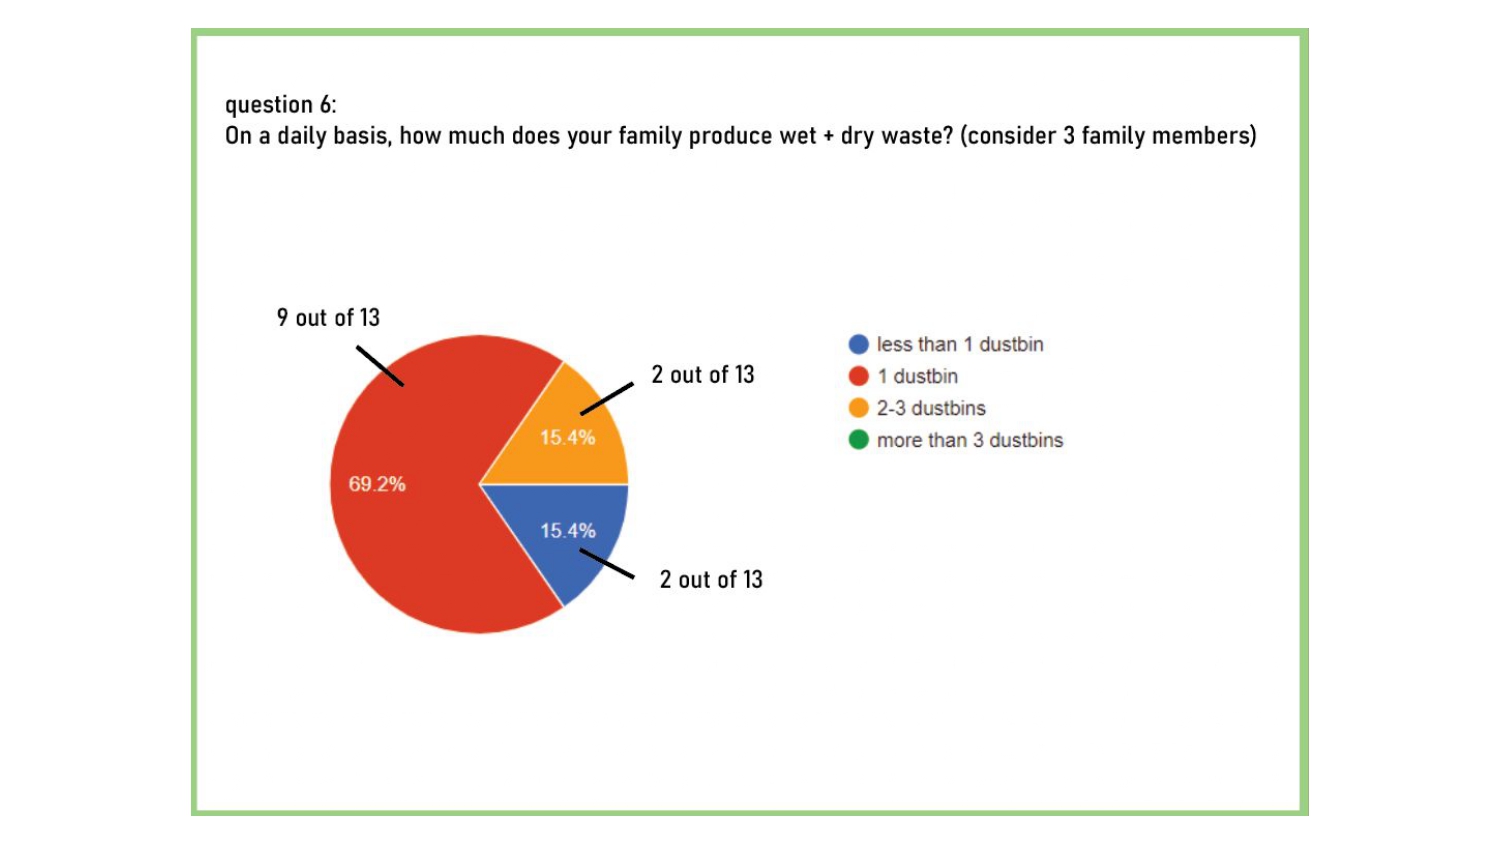 question 6:
On a daily basis, how much does your family produce wet + dry waste? (consider 3 family members)
9 out of 13
2 out of 13
15.4%
69.2%
15.4%
2 out of 13
less than 1 dustbin
1 dustbin
2-3 dustbins
more than 3 dustbins